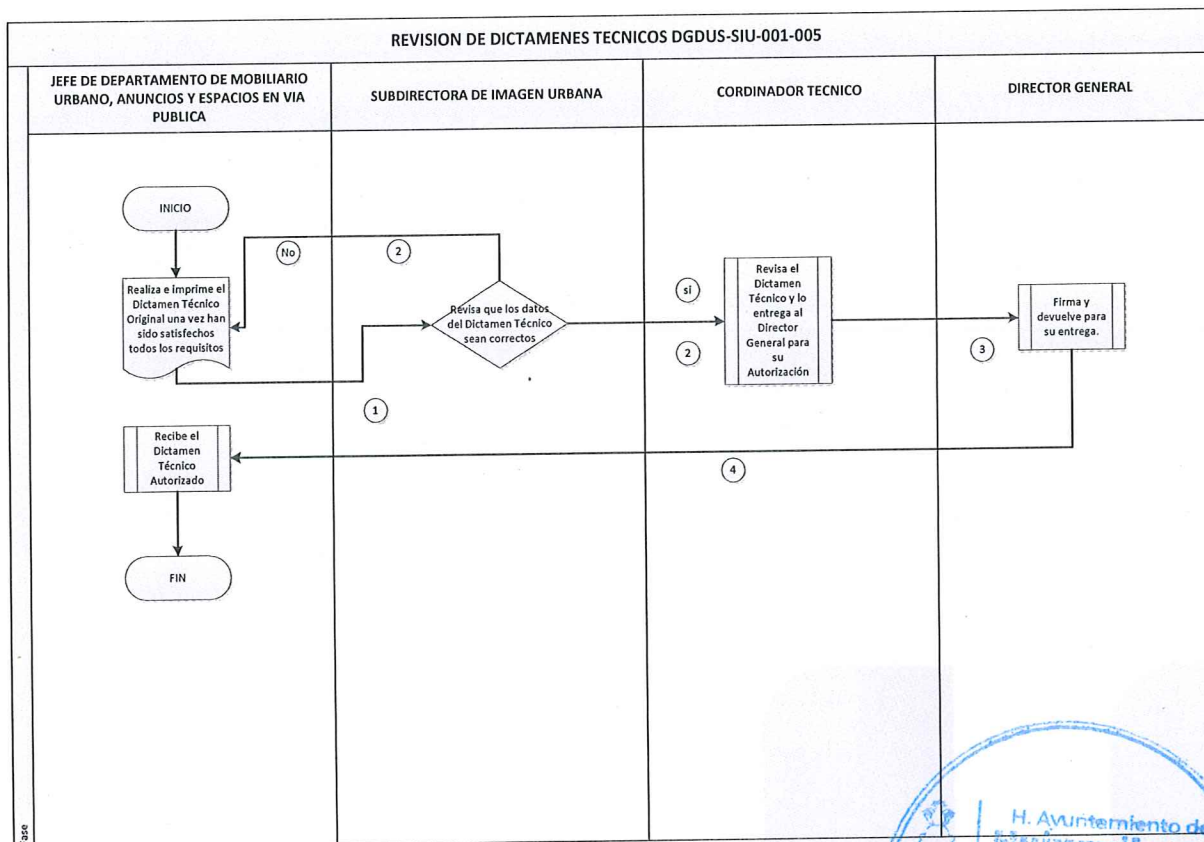 REVISION DE DICTAMENES TECNICOS DGDUS-SIU-001-005
JEFE DE DEPARTAMENTO DE MOBILIARIO
URBANO, ANUNCIOS Y ESPACIOS EN VIA
PUBLICA
SUBDIRECTORA DE IMAGEN URBANA
CORDINADOR TECNICO
DIRECTOR GENERAL
INICIO
No
2
Realiza e imprime el
Dictamen Técnico
Original una vez han
sido satisfechos
todos los requisitos
Revisa que los datos
del Dictamen Técnico
sean correctos
si
2
Revisa el
Dictamen
Técnico y lo
entrega al
Director
General para
su
Autorización
Firma y
devuelve para
su entrega.
3
1
Recibe el
Dictamen
Técnico
Autorizado
4
FIN
ase
H. Ayuntamiento de